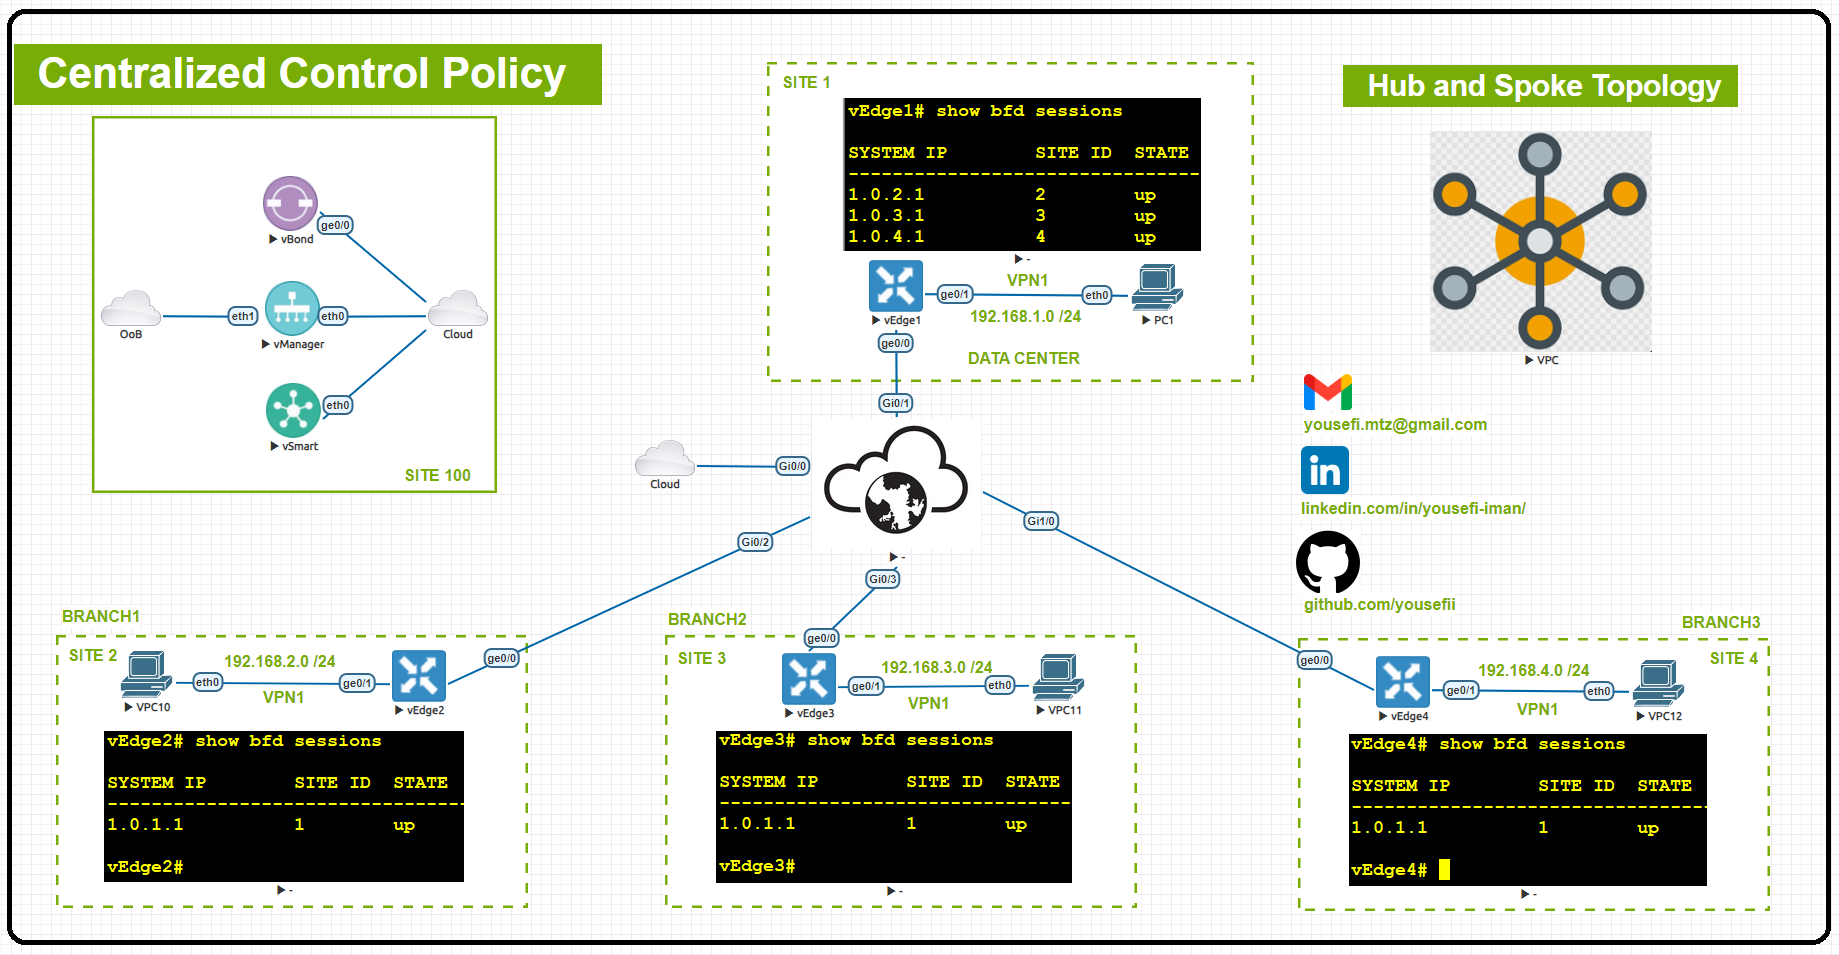 Centralized Control Policy
Hub and Spoke Topology
vBond
ge0/0
OoB
eth1
vManager
eth0
Cloud
vSmart
eth0
SITE 100
SITE 1
vEdge1# show bfd sessions
SYSTEM IP SITE ID STATE
---------------------------------
1.0.2.1 2 up
1.0.3.1 3 up
1.0.4.1 4 up
-
VPN1
ge0/1
eth0
vEdge1
192.168.1.0 /24
PC1
ge0/0
DATA CENTER
Gi0/1
VPC
yousefi.mtz@gmail.com
in
linkedin.com/in/yousefi-iman/
github.com/yousefii
Cloud
Gi0/0
Gi0/2
Gi1/0
-
Gi0/3
BRANCH1
SITE 2
192.168.2.0 /24
eth0
VPN1
ge0/1
ge0/0
VPC10
vEdge2
vEdge2# show bfd sessions
SYSTEM IP SITE ID STATE
---------------------------------
1.0.1.1 1 up
vEdge2#
-
BRANCH2
ge0/0
SITE 3
192.168.3.0 /24
ge0/1
eth0
VPN1
vEdge3
VPC11
vEdge3# show bfd sessions
SYSTEM IP SITE ID STATE
---------------------------------
1.0.1.1 1 up
vEdge3#
-
BRANCH3
ge0/0
SITE 4
192.168.4.0 /24
ge0/1
eth0
VPN1
vEdge4
VPC12
vEdge4# show bfd sessions
SYSTEM IP SITE ID STATE
---------------------------------
1.0.1.1 1 up
vEdge4#
-